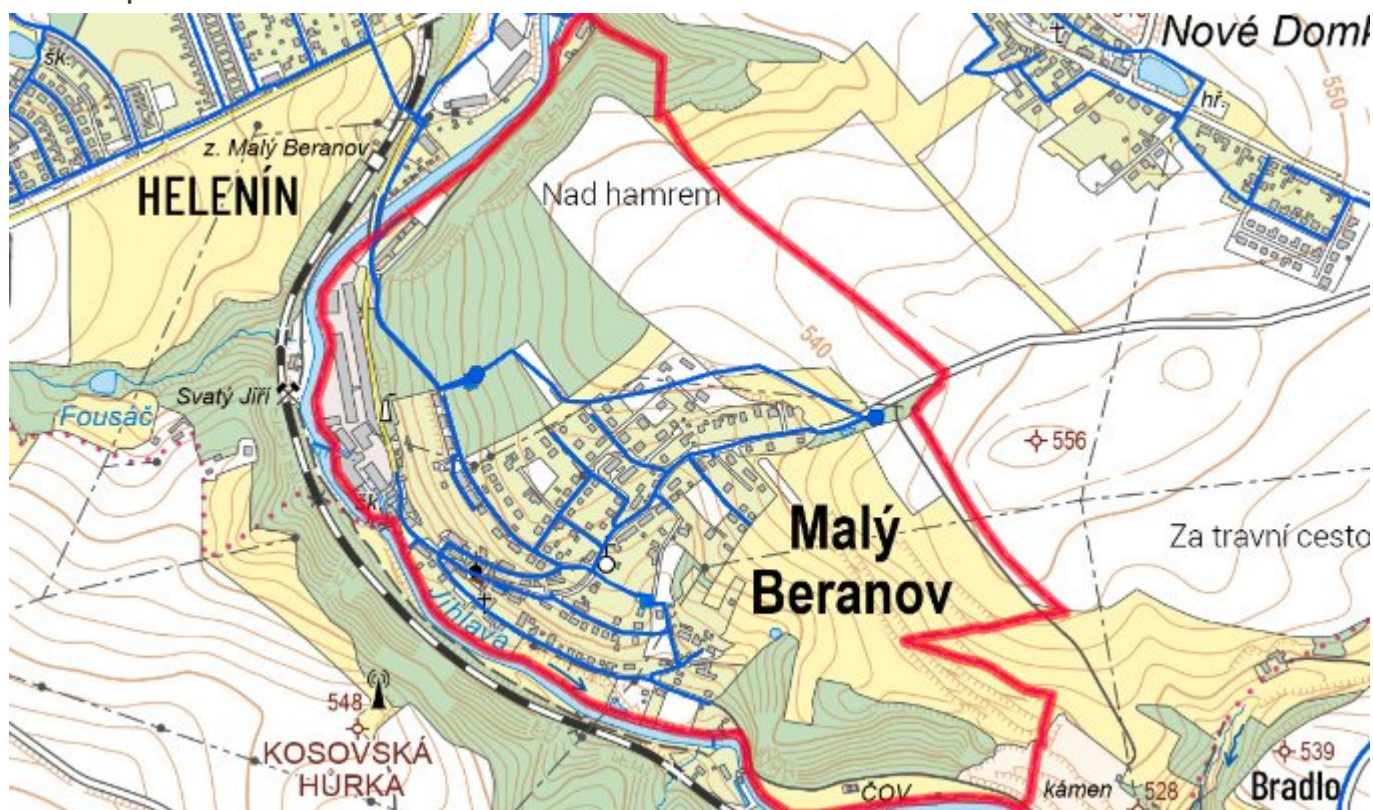 Nové Domk
šk.
550
hř.
z. Malý Beranov
HELENÍN
Nad hamrem
540
Svatý Jiří
Fousáč
556
šk.
Malý
Beranov
Za travní cesto
Jihlava
548
KOSOVSKÁ
HŮRKA
539
ČOV
kámen
528
Bradlo